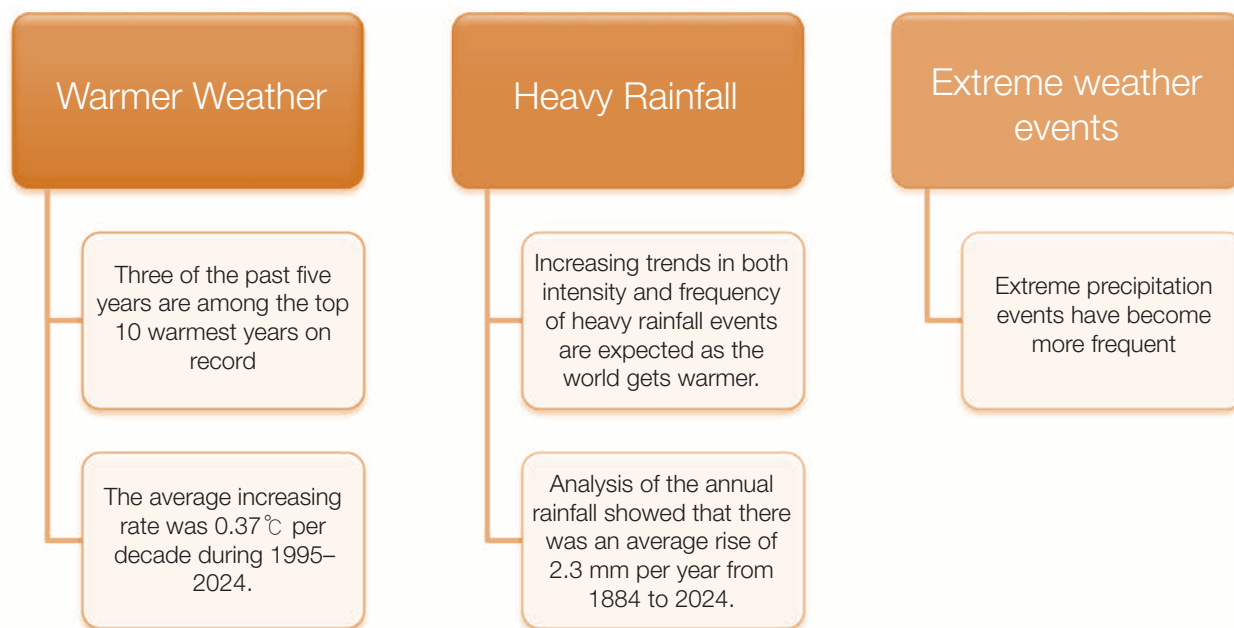 Warmer Weather
Three of the past five
years are among the top
10 warmest years on
record
The average increasing
rate was 0.37℃ per
decade during 1995–
2024.
Heavy Rainfall
Increasing trends in both
intensity and frequency
of heavy rainfall events
are expected as the
world gets warmer.
Analysis of the annual
rainfall showed that there
was an average rise of
2.3 mm per year from
1884 to 2024.
Extreme weather
events
Extreme precipitation
events have become
more frequent